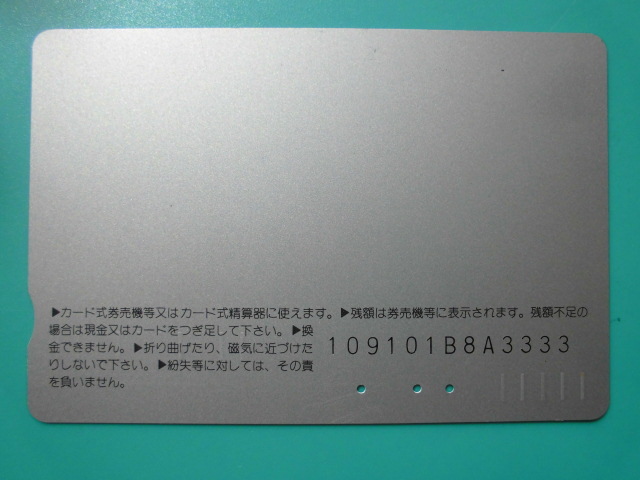 ▶カード式券売機等又はカード式精算器に使えます。▶残額は券売機等に表示されます。残額不足の
場合は現金又はカードをつぎ足して下さい。▶換
金できません。▶折り曲げたり、磁気に近づけた
りしないで下さい。▶紛失等に対しては、その責
を負いません。
109101B8A3333